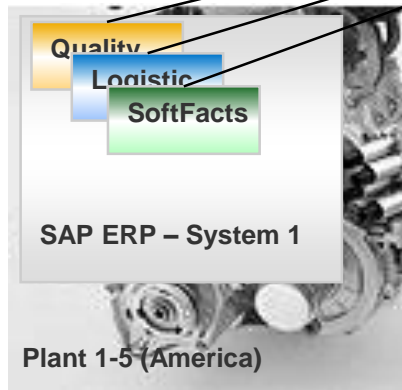 Quality
Logistic
SoftFacts
SAP ERP – System 1
Plant 1-5 (America)